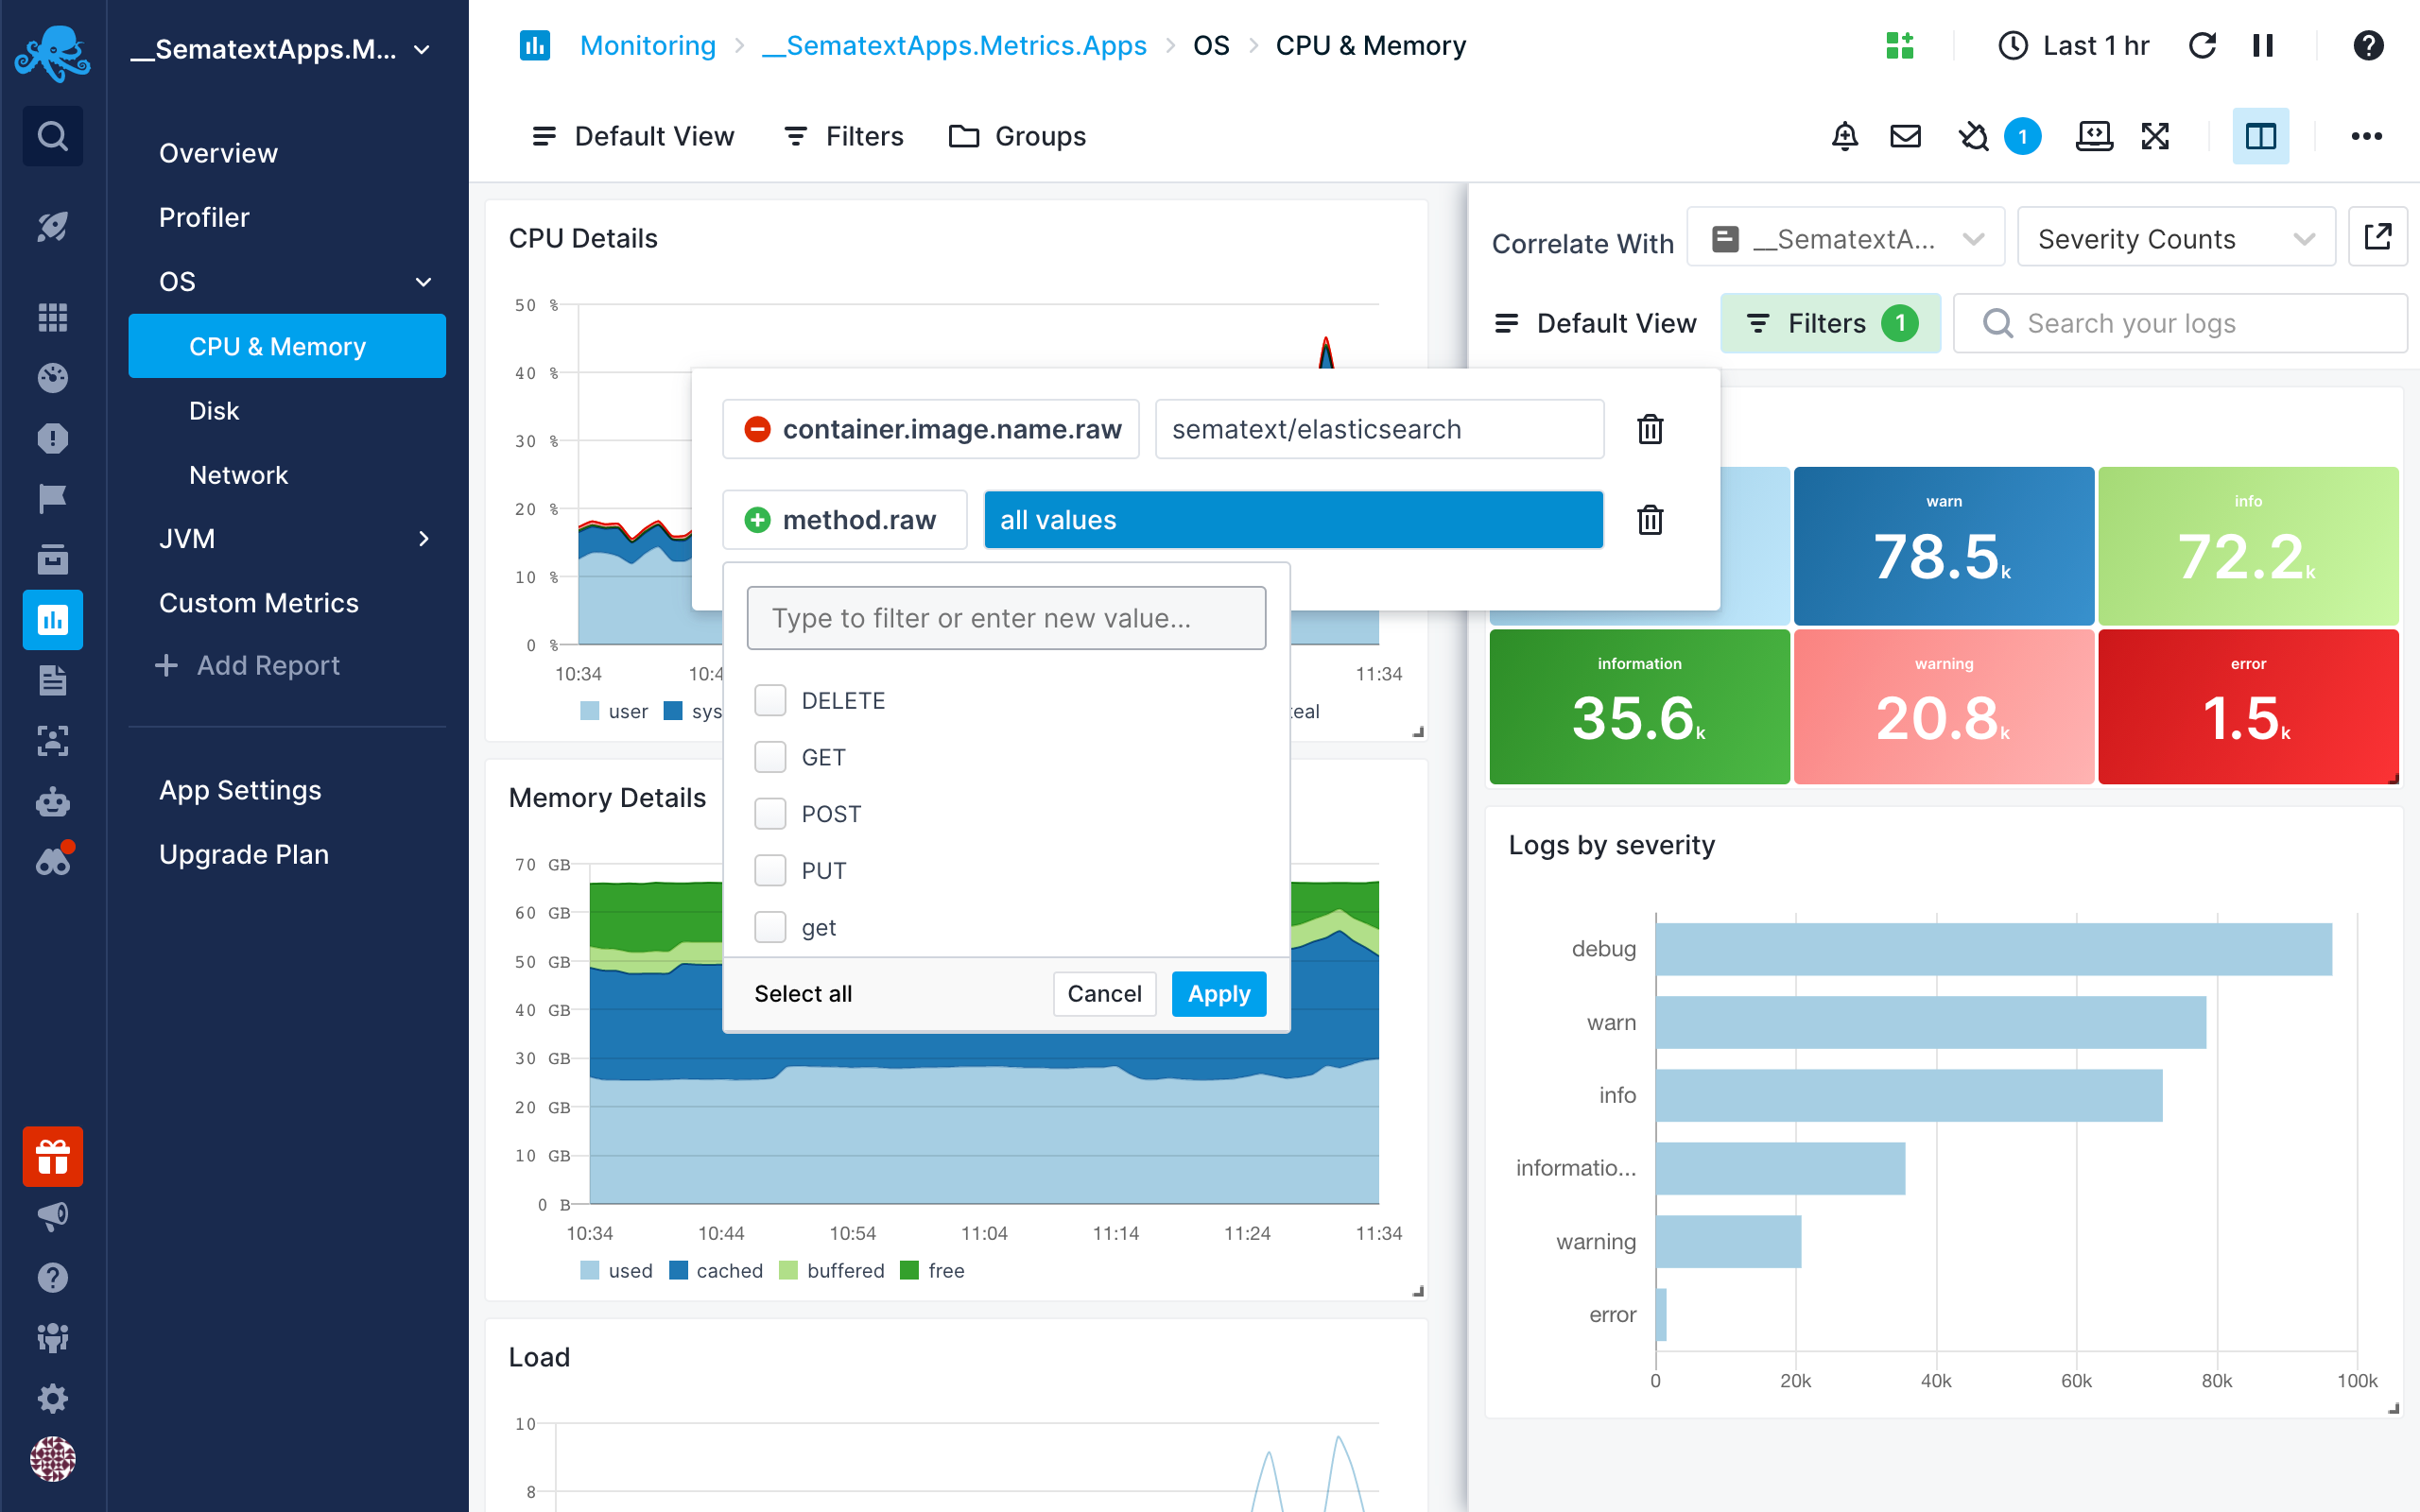 __SematextApps.M...
Overview
Profiler
OS
CPU & Memory
Disk
Network
JVM
Custom Metrics
Add Report
App Settings
Upgrade Plan
Monitoring
__SematextApps.Metrics.Apps
OS
CPU & Memory
Last 1 hr
Default View
Filters
Groups
1
CPU Details
50 %
40 %
30 %
20 %
10 %
0 %
10:34
10:4
11:34
user
sys
teal
container.image.name.raw
sematext/elasticsearch
method.raw
all values
Type to filter or enter new value...
DELETE
GET
POST
PUT
get
Select all
Cancel
Apply
Memory Details
70 GB
60 GB
50 GB
40 GB
30 GB
20 GB
10 GB
0 B
10:34
10:44
10:54
11:04
11:14
11:24
11:34
used
cached
buffered
free
Load
10
8
Correlate With
__SematextA...
Severity Counts
Default View
Filters
1
Search your logs
warn
78.5k
info
72.2k
information
35.6k
warning
20.8k
error
1.5k
Logs by severity
debug
warn
info
informatio...
warning
error
0
20k
40k
60k
80k
100k